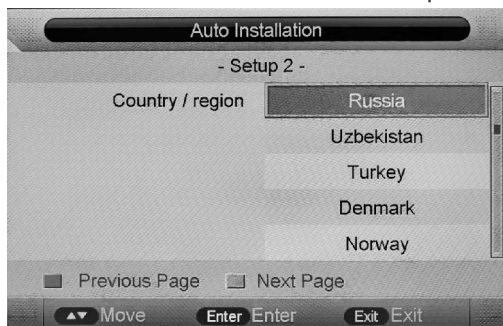 Auto Installation
- Setup 2 -
Country / region Russia
Uzbekistan
Turkey
Denmark
Norway
Previous Page Next Page
▲▼ Move Enter Enter Exit Exit